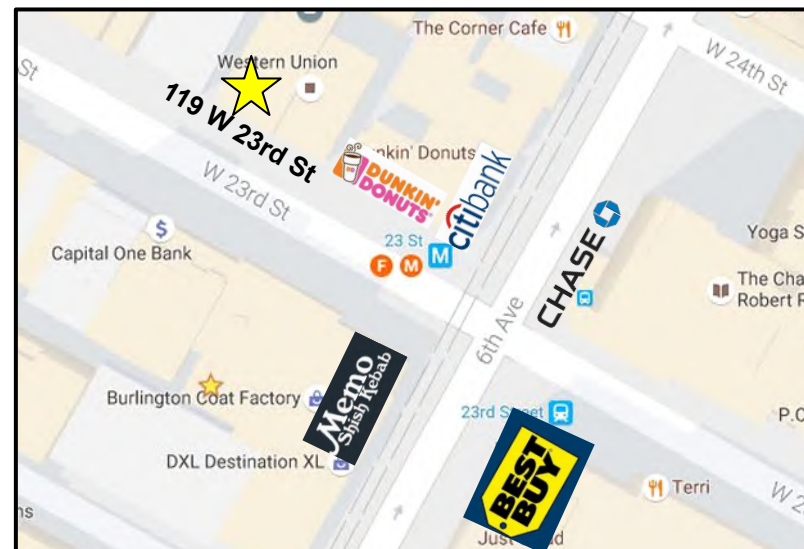 The Corner Cafe
W 24th St
St
Western Union
119 W 23rd St
nkin' Donuts
DUNKIN'
DONUTS
citibank
W 23rd St
$
Capital One Bank
23 St
M
F
M
CHASE
Yoga S
The Cha
Robert R
6th Ave
Memo
Shish Kebab
Burlington Coat Factory
23rd Street
P.C
DXL Destination XL
BEST
BUY
Terri
W 2
ns
Just
d